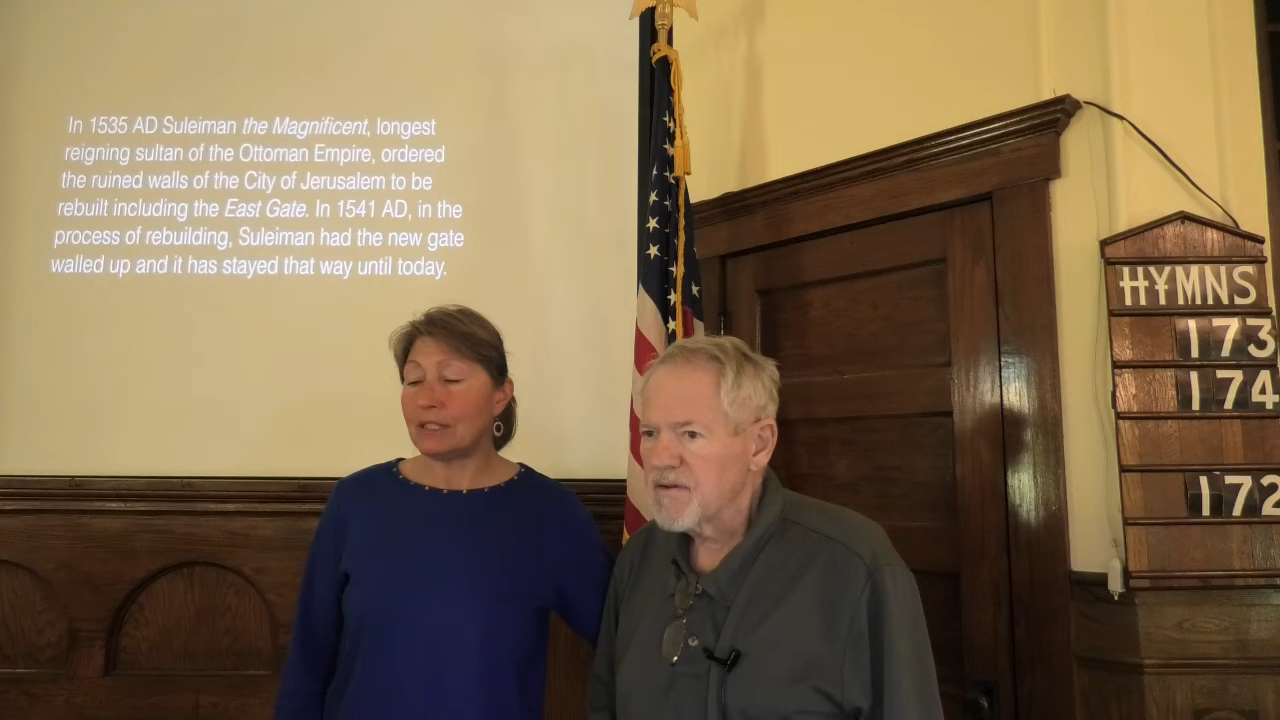 In 1535 AD Suleiman the Magnificent, longest
reigning sultan of the Ottoman Empire, ordered
the ruined walls of the City of Jerusalem to be
rebuilt including the East Gate. In 1541 AD, in the
process of rebuilding, Suleiman had the new gate
walled up and it has stayed that way until today.
HYMNS
173
174
172